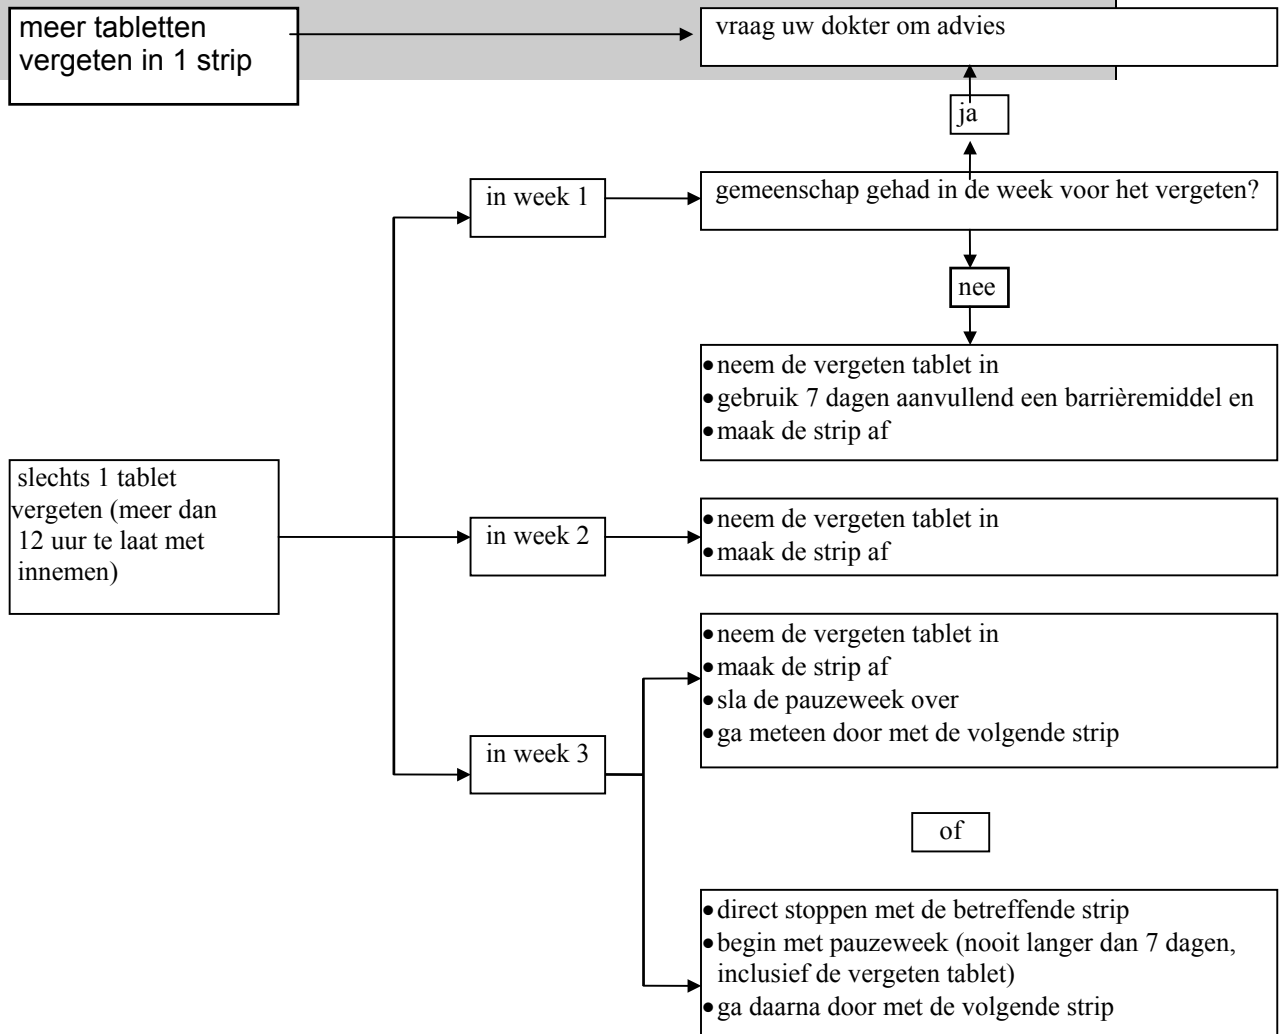 meer tabletten
vergeten in 1 strip
vraag uw dokter om advies
ja
in week 1
gemeenschap gehad in de week voor het vergeten?
nee
•neem de vergeten tablet in
•gebruik 7 dagen aanvullend een barrièremiddel en
•maak de strip af
slechts 1 tablet
vergeten (meer dan
12 uur te laat met
innemen)
in week 2
•neem de vergeten tablet in
•maak de strip af
in week 3
•neem de vergeten tablet in
•maak de strip af
•sla de pauzeweek over
•ga meteen door met de volgende strip
of
•direct stoppen met de betreffende strip
•begin met pauzeweek (nooit langer dan 7 dagen,
inclusief de vergeten tablet)
•ga daarna door met de volgende strip